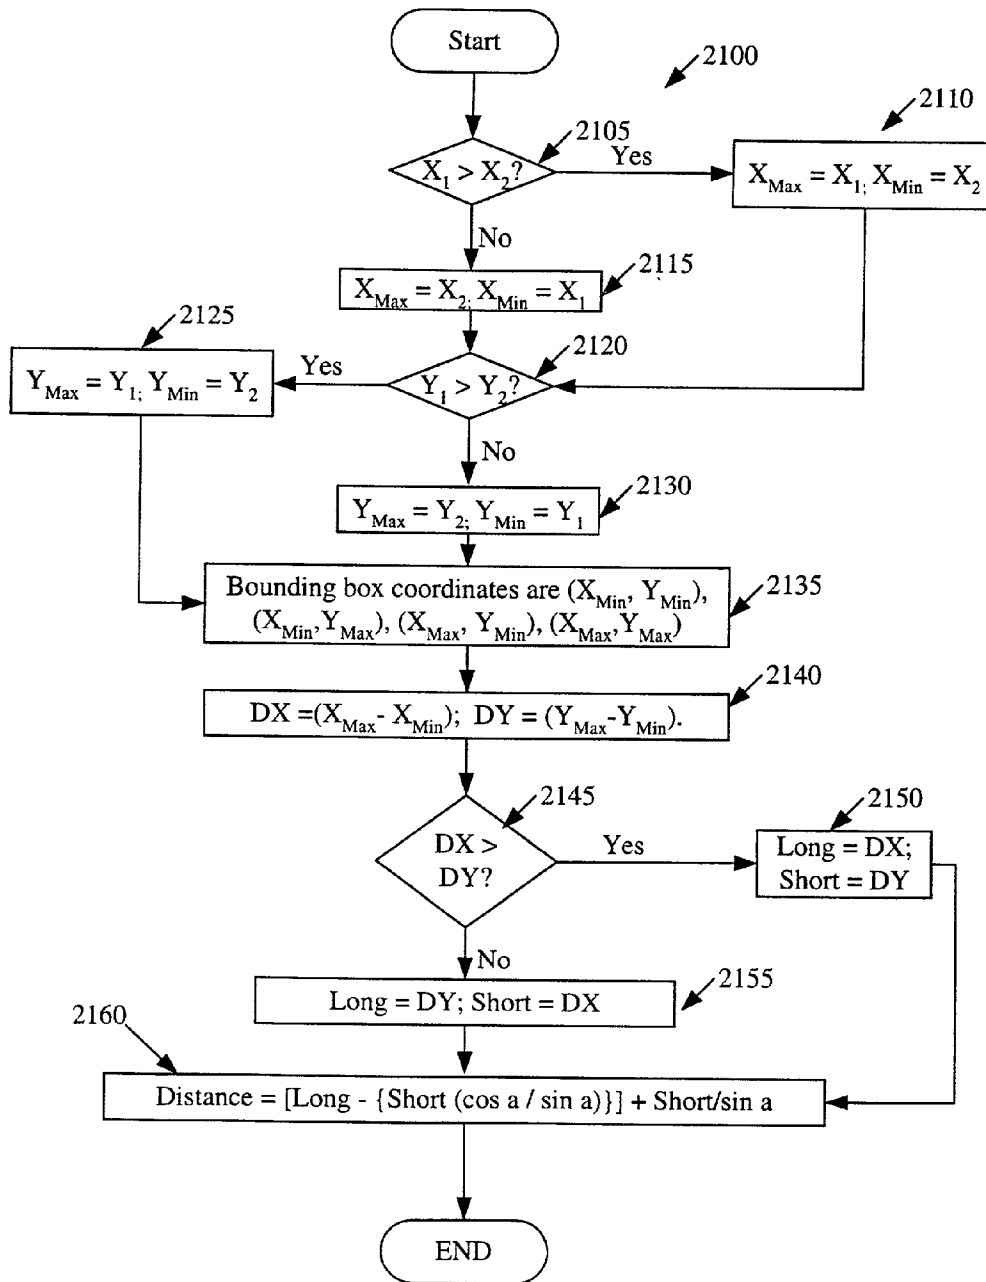 Start
2100
2110
2105
X1 > X2?
Yes
XMax = X1; XMin = X2
No
2115
XMax = X2; XMin = X1
2125
2120
Yes
YMax = Y1; YMin = Y2
Y1 > Y2?
No
2130
YMax = Y2; YMin = Y1
Bounding box coordinates are (XMin, YMin),
(XMin,YMax), (XMax, YMin), (XMax,YMax)
2135
2140
DX =(XMax- XMin); DY = (YMax-YMin).
2145
2150
DX >
DY?
Yes
Long = DX;
Short = DY
No
2155
Long = DY; Short = DX
2160
Distance = [Long - {Short (cos a / sin a)}] + Short/sin a
END